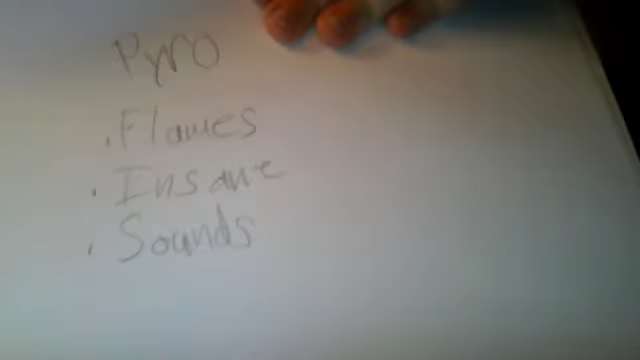 Pyro
. Flames
. Insane
. Sounds